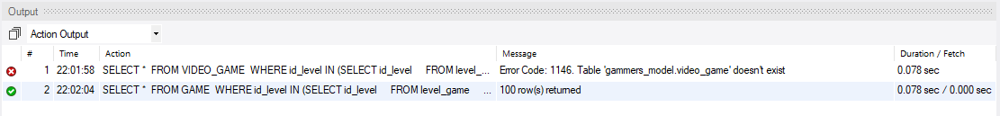 Output
Action Output
# Time Action Message Duration / Fetch
1 22:01:58 SELECT * FROM VIDEO_GAME WHERE id_level IN (SELECT id_level FROM level_... Error Code: 1146. Table 'gammers_model.video_game' doesn't exist 0.078 sec
2 22:02:04 SELECT * FROM GAME WHERE id_level IN (SELECT id_level FROM level_game ... 100 row(s) returned 0.078 sec / 0.000 sec